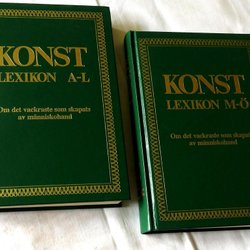 KONST
LEXIKON A-L
Om det vackraste som skapats
av människohand
KONST
LEXIKON M-Ö
Om det vackraste som skapats
av människohand